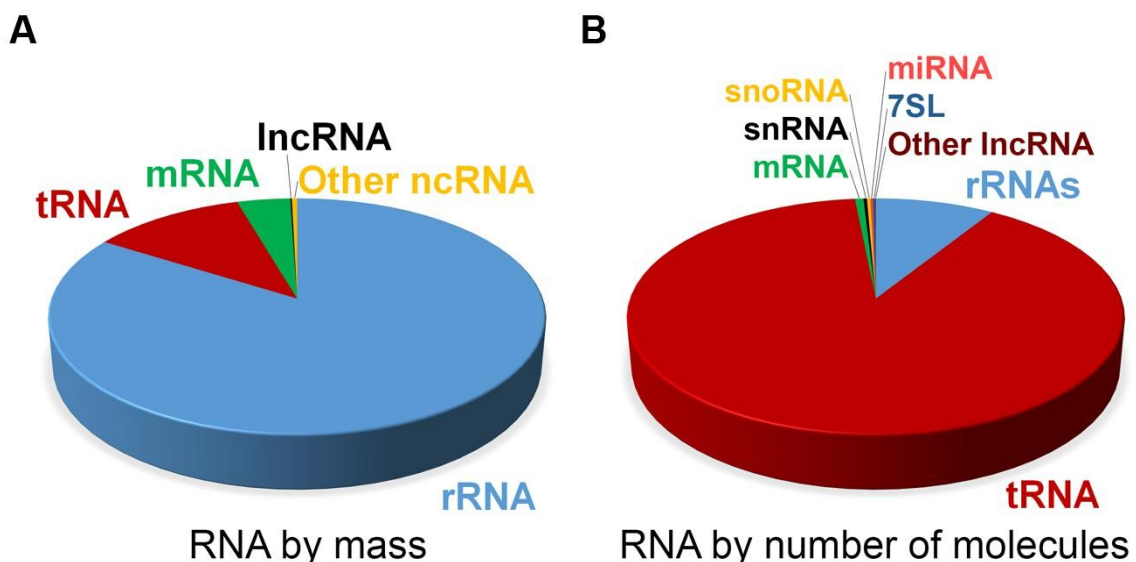 A
lncRNA
mRNA
Other ncRNA
tRNA
rRNA
RNA by mass
B
miRNA
snoRNA
7SL
snRNA
Other lncRNA
mRNA
rRNAs
tRNA
RNA by number of molecules